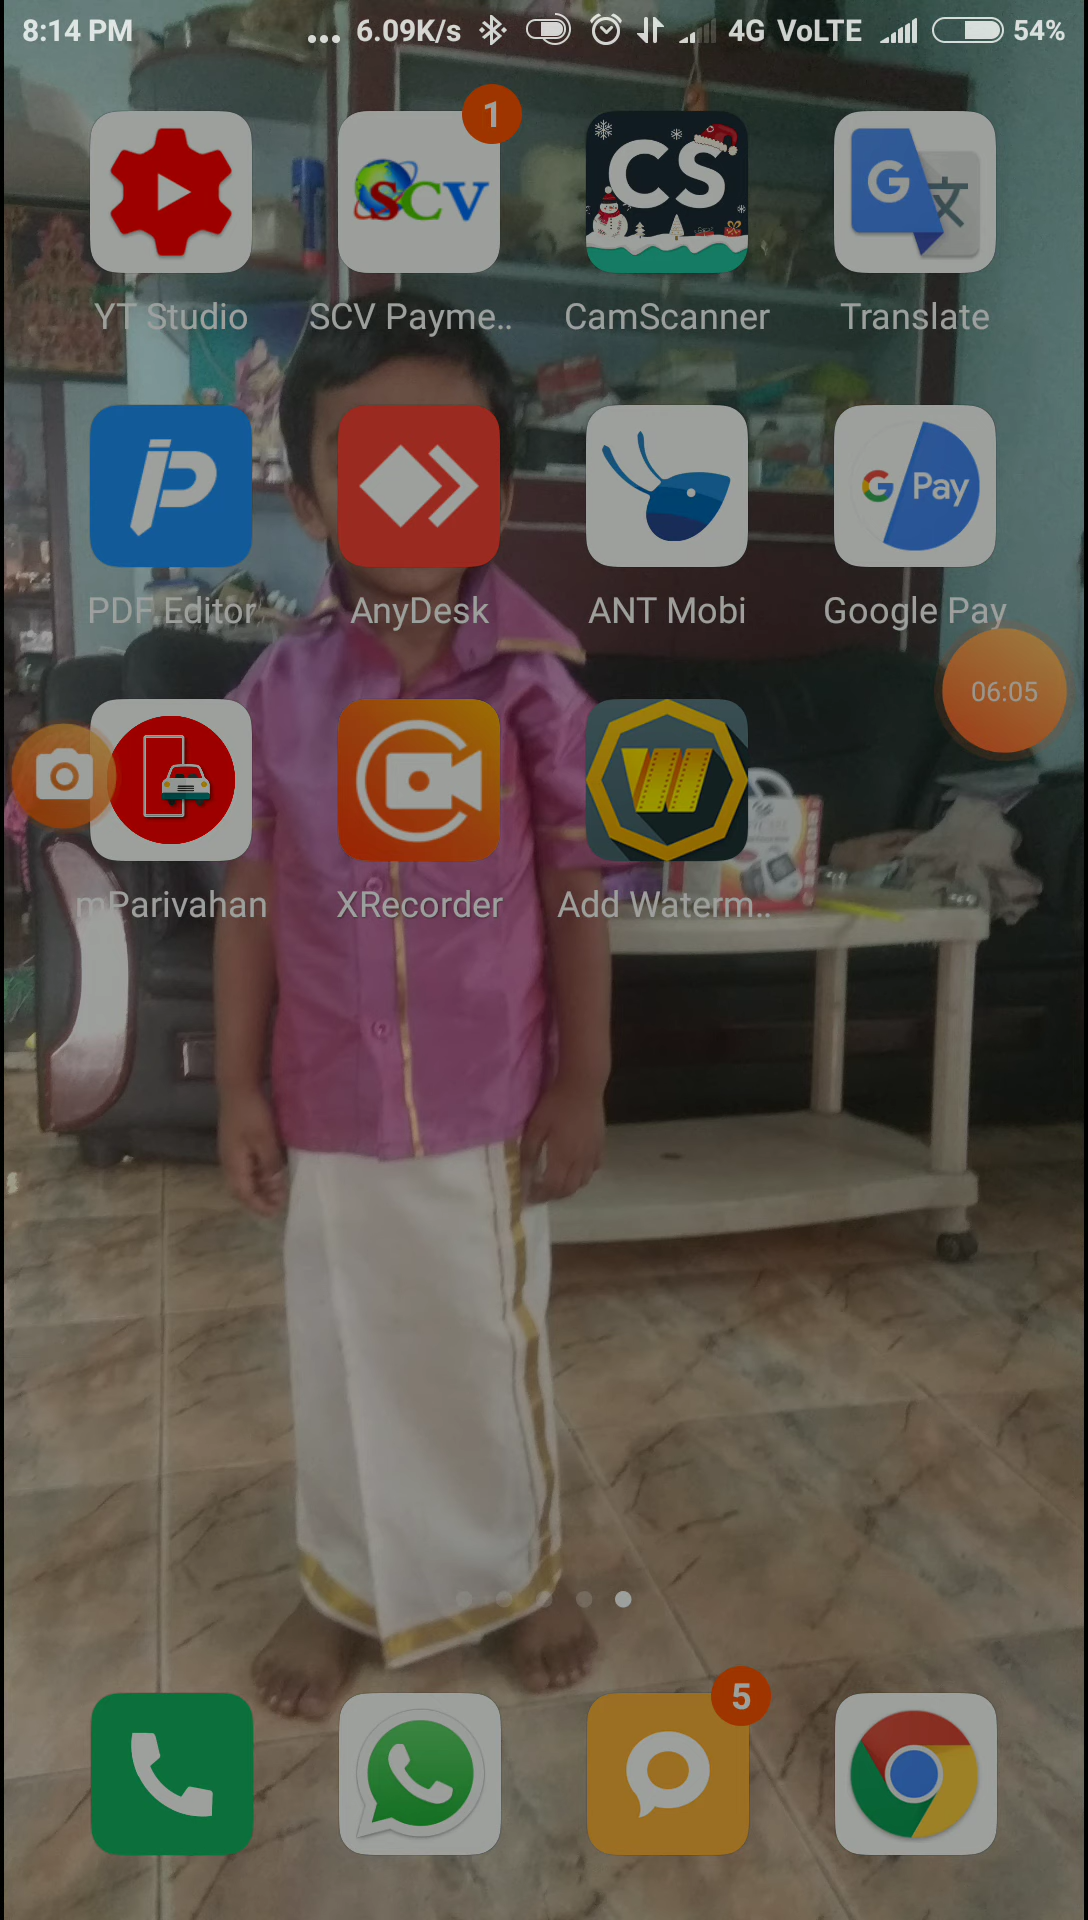 8:14 PM ... 6.09K/s 4G VoLTE 54%
1
SCV
CS
G 文
YT Studio SCV Payme.. CamScanner Translate
G Pay
PDF Editor AnyDesk ANT Mobi Google Pay
06:05
mParivahan XRecorder Add Waterm..
5